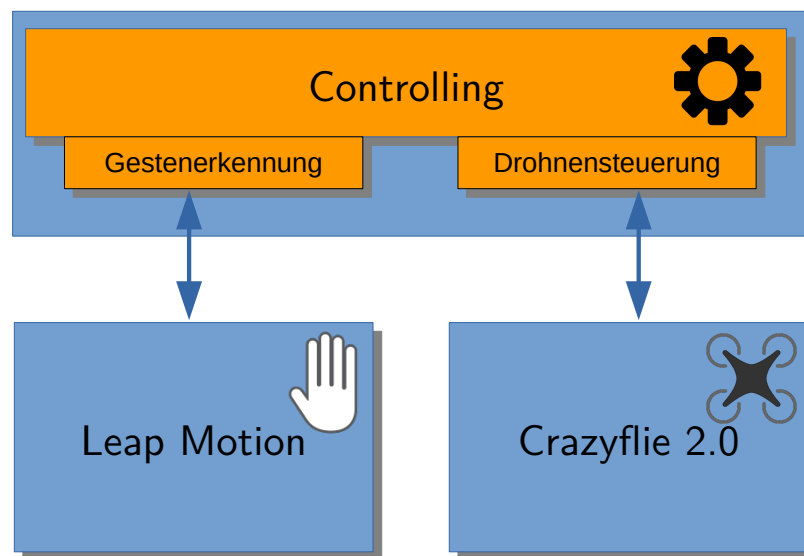 Controlling
Gestenerkennung
Drohnensteuerung
Leap Motion
Crazyflie 2.0